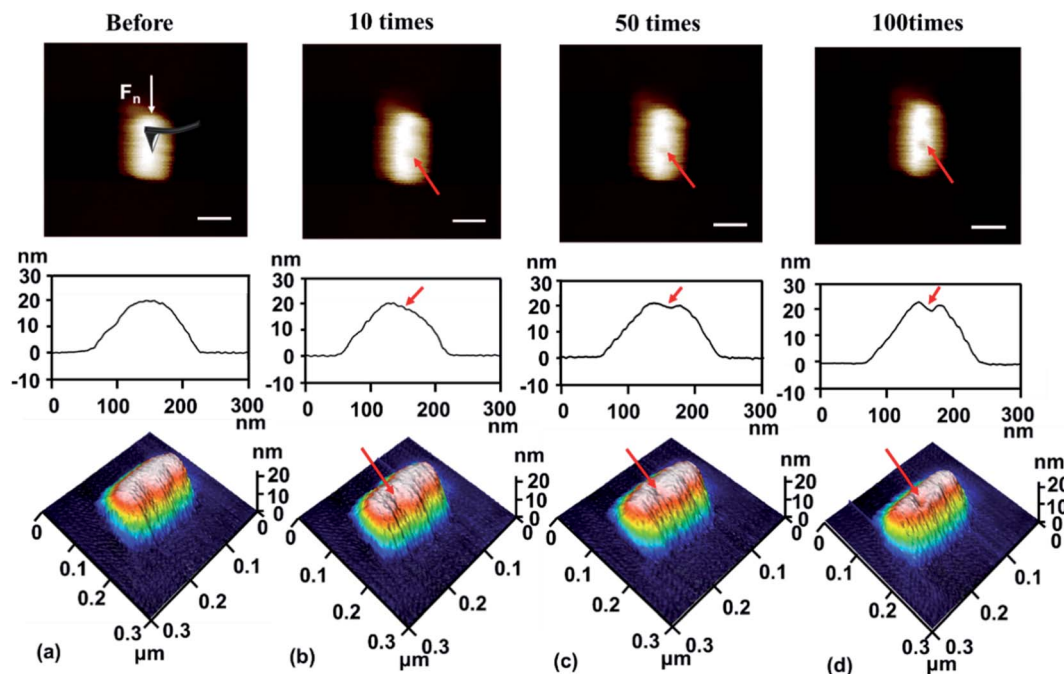 Before 10 times 50 times 100times
Fn
nm nm nm nm
30 30 30 30
20 20 20 20
10 10 10 10
0 0 0 0
-10 -10 -10 -10
0 100 200 300 0 100 200 300 0 100 200 300 0 100 200 300
nm nm nm nm
nm nm nm nm
20 20 20 20
10 10 10 10
0 0 0 0
0 0 0 0
0.1 0.1 0.1 0.1 0.1 0.1 0.1 0.1
0.2 0.2 0.2 0.2 0.2 0.2 0.2 0.2
0.3 0.3 0.3 0.3 0.3 0.3 0.3 0.3
(a) µm (b) µm (c) µm (d) µm